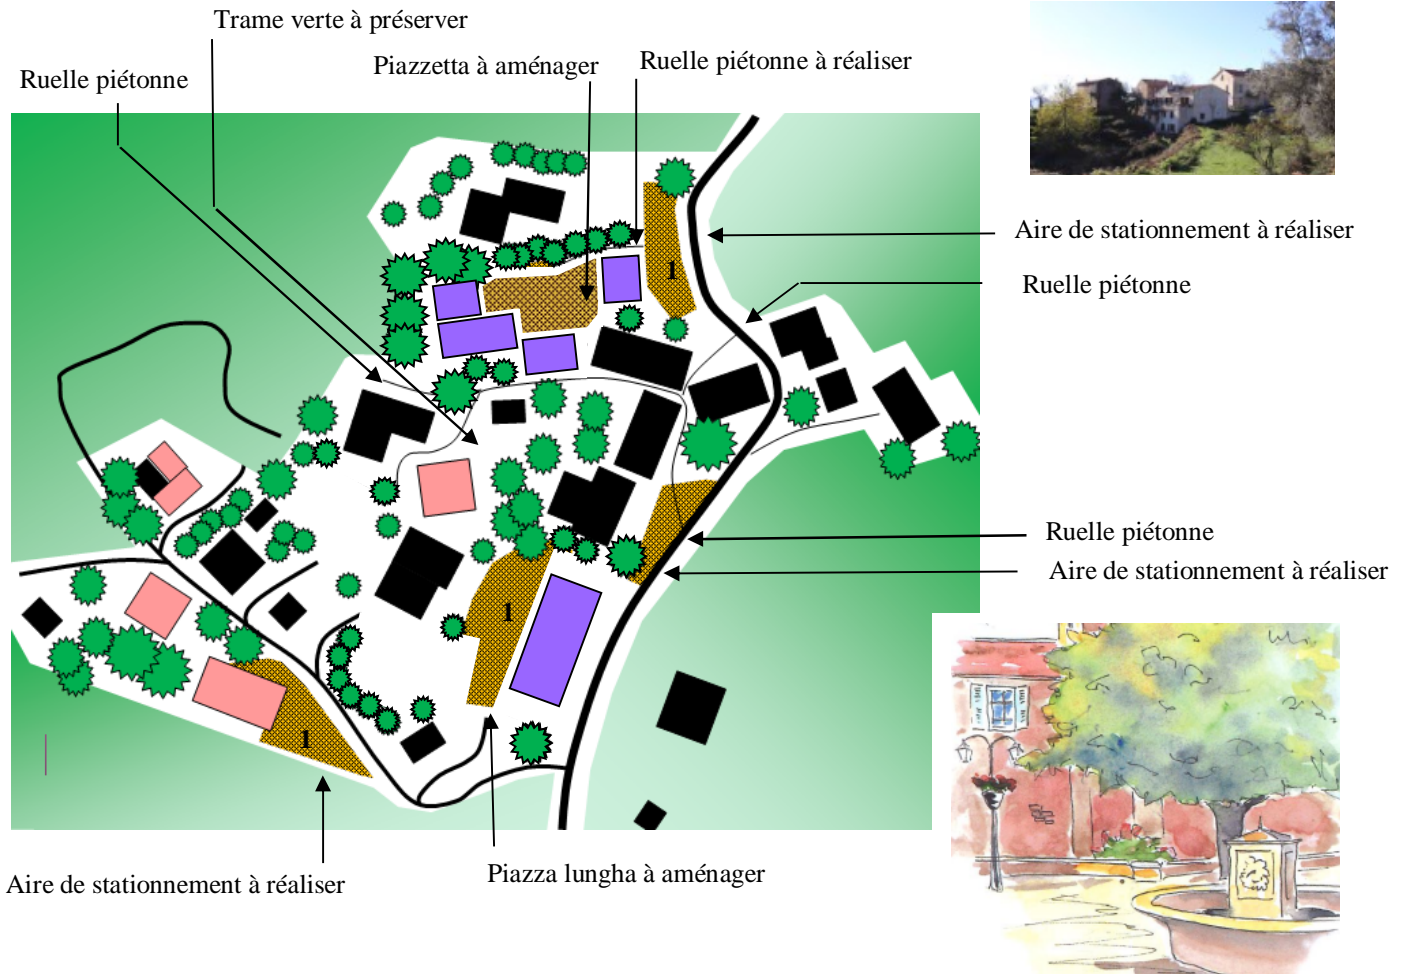 Trame verte à préserver
Ruelle piétonne
Piazzetta à aménager
Ruelle piétonne à réaliser
Aire de stationnement à réaliser
1
Ruelle piétonne
Ruelle piétonne
Aire de stationnement à réaliser
1
1
Piazza lungha à aménager
Aire de stationnement à réaliser